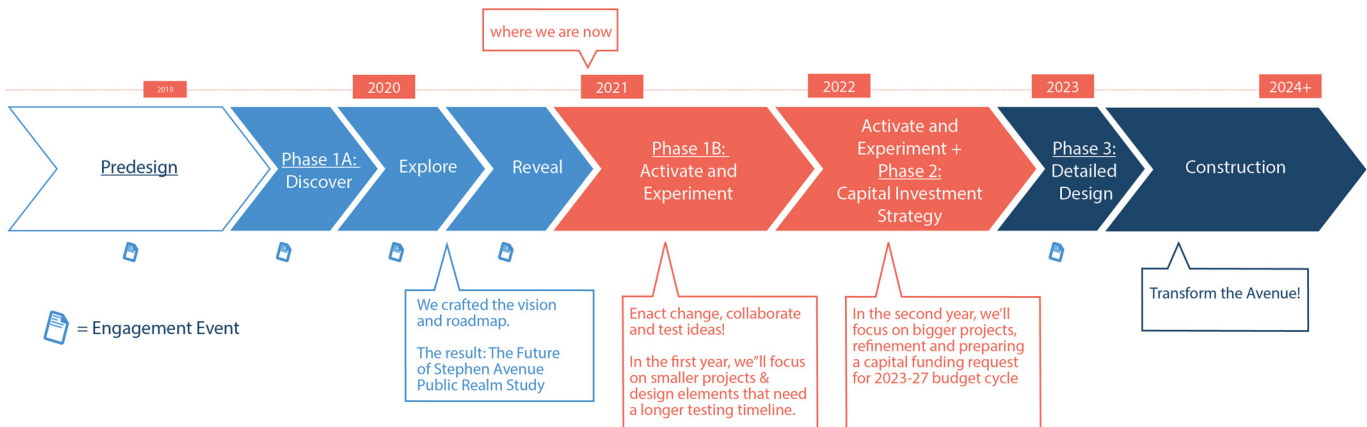 where we are now
2019
2020
2021
2022
2023
2024+
Predesign
Phase 1A:
Discover
Explore
Reveal
Phase 1B:
Activate and
Experiment
Activate and
Experiment +
Phase 2:
Capital Investment
Strategy
Phase 3:
Detailed
Design
Construction
= Engagement Event
We crafted the vision
and roadmap.
The result: The Future
of Stephen Avenue
Public Realm Study
Enact change, collaborate
and test ideas!
In the first year, we"ll focus
on smaller projects &
design elements that need
a longer testing timeline.
In the second year, we'll
focus on bigger projects,
refinement and preparing
a capital funding request
for 2023-27 budget cycle
Transform the Avenue!